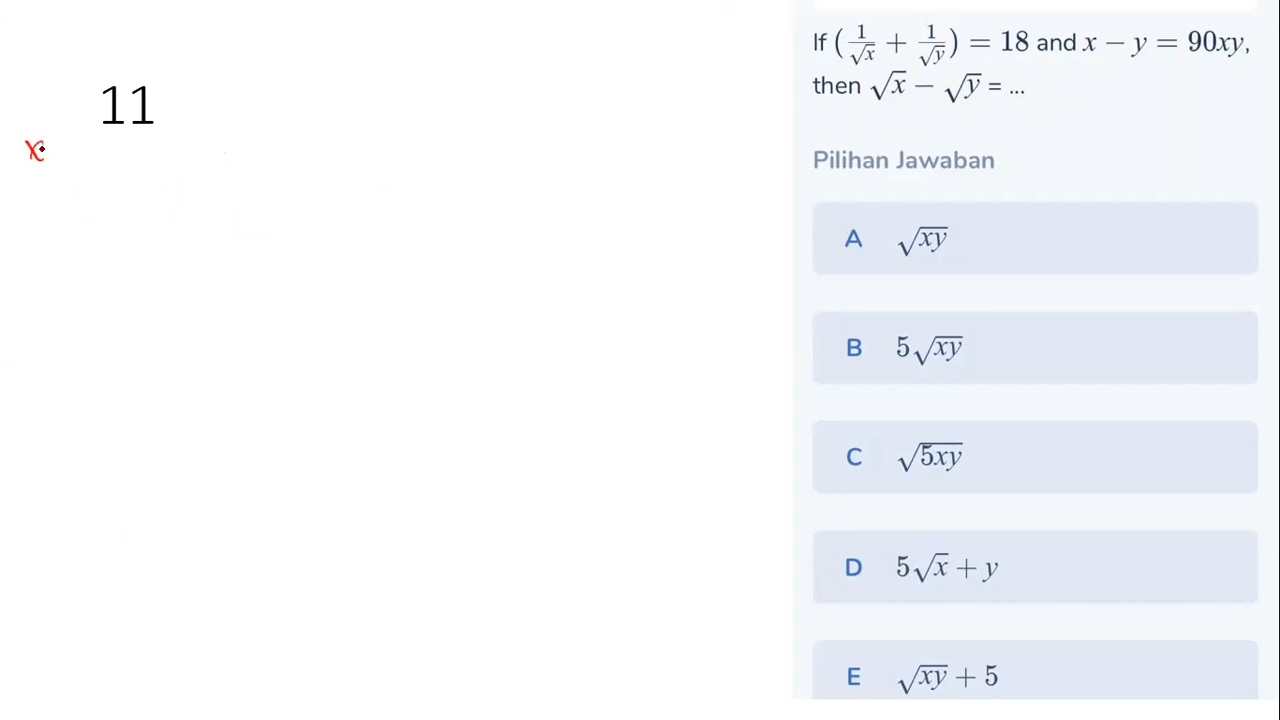 11
x
If (1/√x + 1/√y) = 18 and x − y = 90xy,
then √x − √y = ...
Pilihan Jawaban
A √xy
B 5√xy
C √5xy
D 5√x + y
E √xy + 5